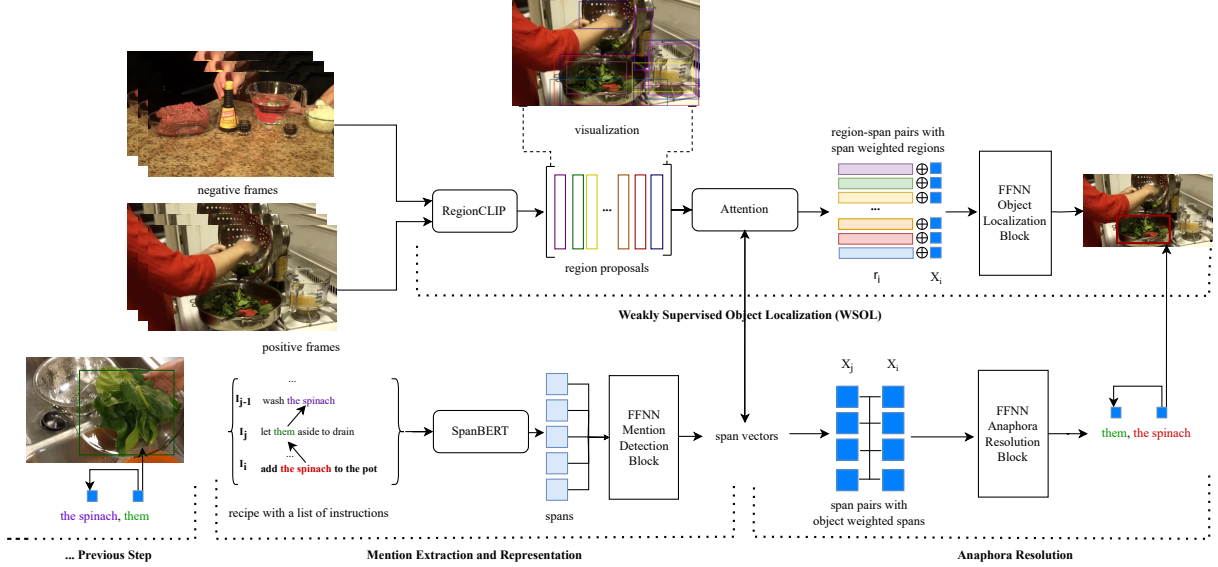 visualization
negative frames
RegionCLIP
...
region proposals
Attention
region-span pairs with
span weighted regions
...
r_i
X_i
FFNN
Object
Localization
Block
Weakly Supervised Object Localization (WSOL)
positive frames
...
I_j-1 wash the spinach
I_j let them aside to drain
...
I_i add the spinach to the pot
recipe with a list of instructions
SpanBERT
spans
FFNN
Mention
Detection
Block
span vectors
X_j X_i
span pairs with
object weighted spans
FFNN
Anaphora
Resolution
Block
them, the spinach
the spinach, them
... Previous Step
Mention Extraction and Representation
Anaphora Resolution